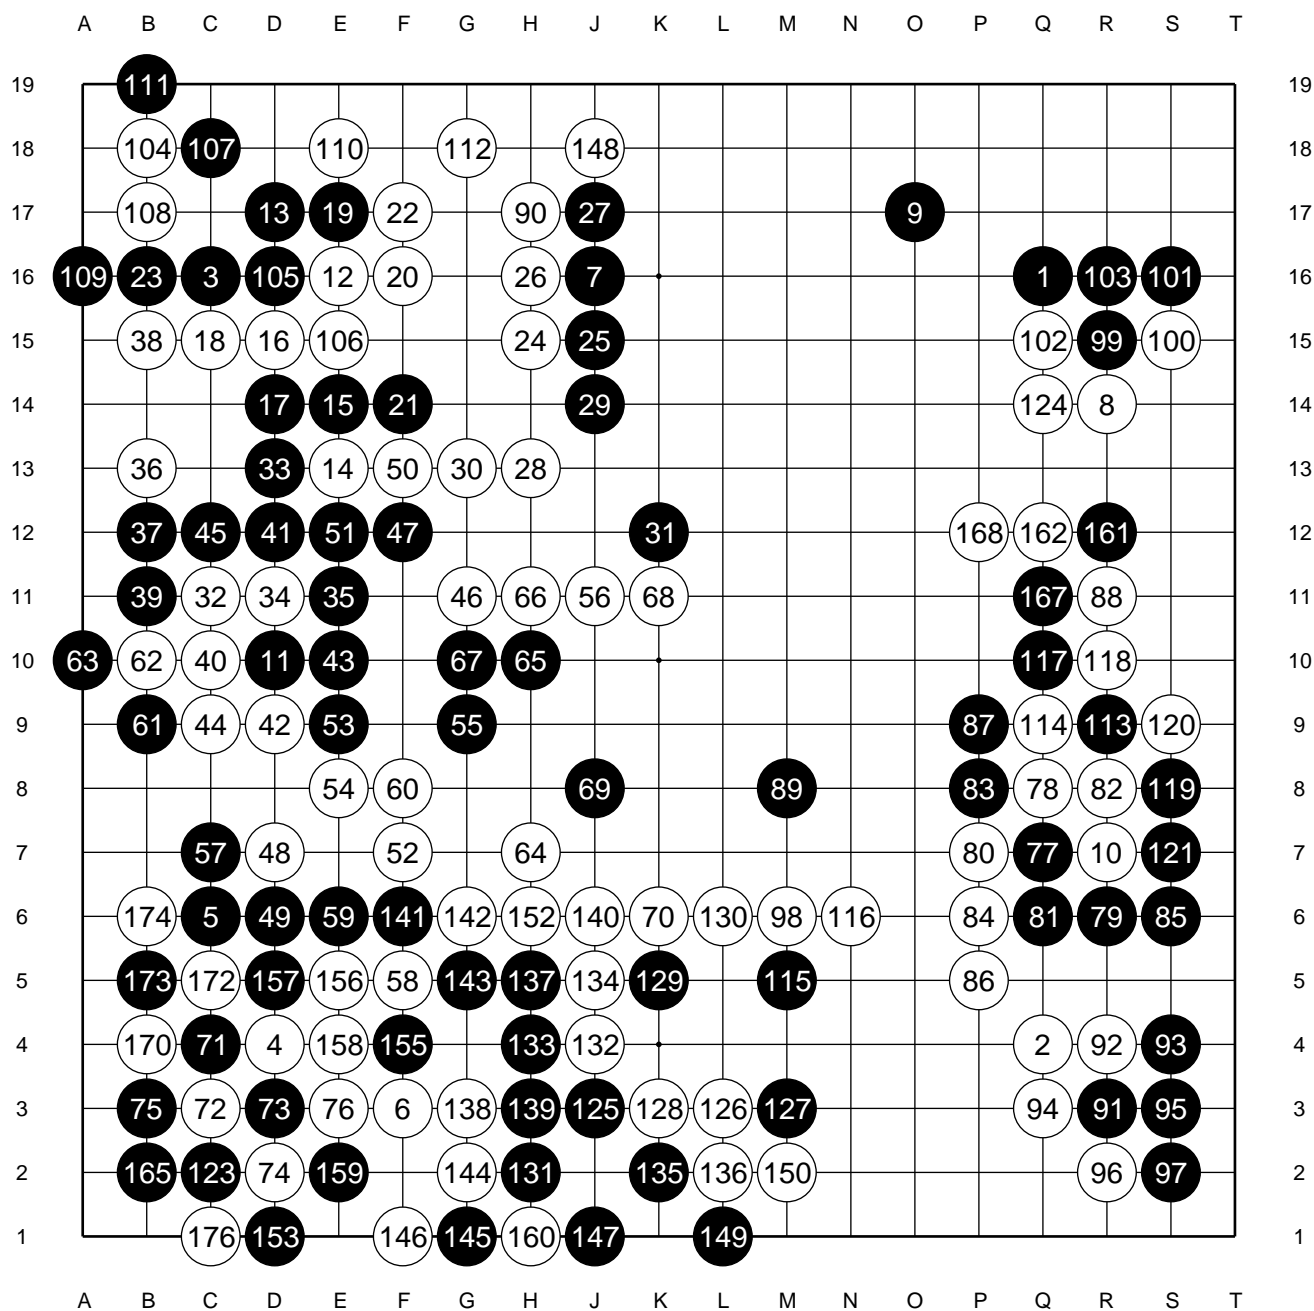 A B C D E F G H J K L M N O P Q R S T
19 111 19
18 104 107 110 112 148 18
17 108 13 19 22 90 27 9 17
16 109 23 3 105 12 20 26 7 1 103 101 16
15 38 18 16 106 24 25 102 99 100 15
14 17 15 21 29 124 8 14
13 36 33 14 50 30 28 13
12 37 45 41 51 47 31 168 162 161 12
11 39 32 34 35 46 66 56 68 167 88 11
10 63 62 40 11 43 67 65 117 118 10
9 61 44 42 53 55 87 114 113 120 9
8 54 60 69 89 83 78 82 119 8
7 57 48 52 64 80 77 10 121 7
6 174 5 49 59 141 142 152 140 70 130 98 116 84 81 79 85 6
5 173 172 157 156 58 143 137 134 129 115 86 5
4 170 71 4 158 155 133 132 2 92 93 4
3 75 72 73 76 6 138 139 125 128 126 127 94 91 95 3
2 165 123 74 159 144 131 135 136 150 96 97 2
1 176 153 146 145 160 147 149 1
A B C D E F G H J K L M N O P Q R S T